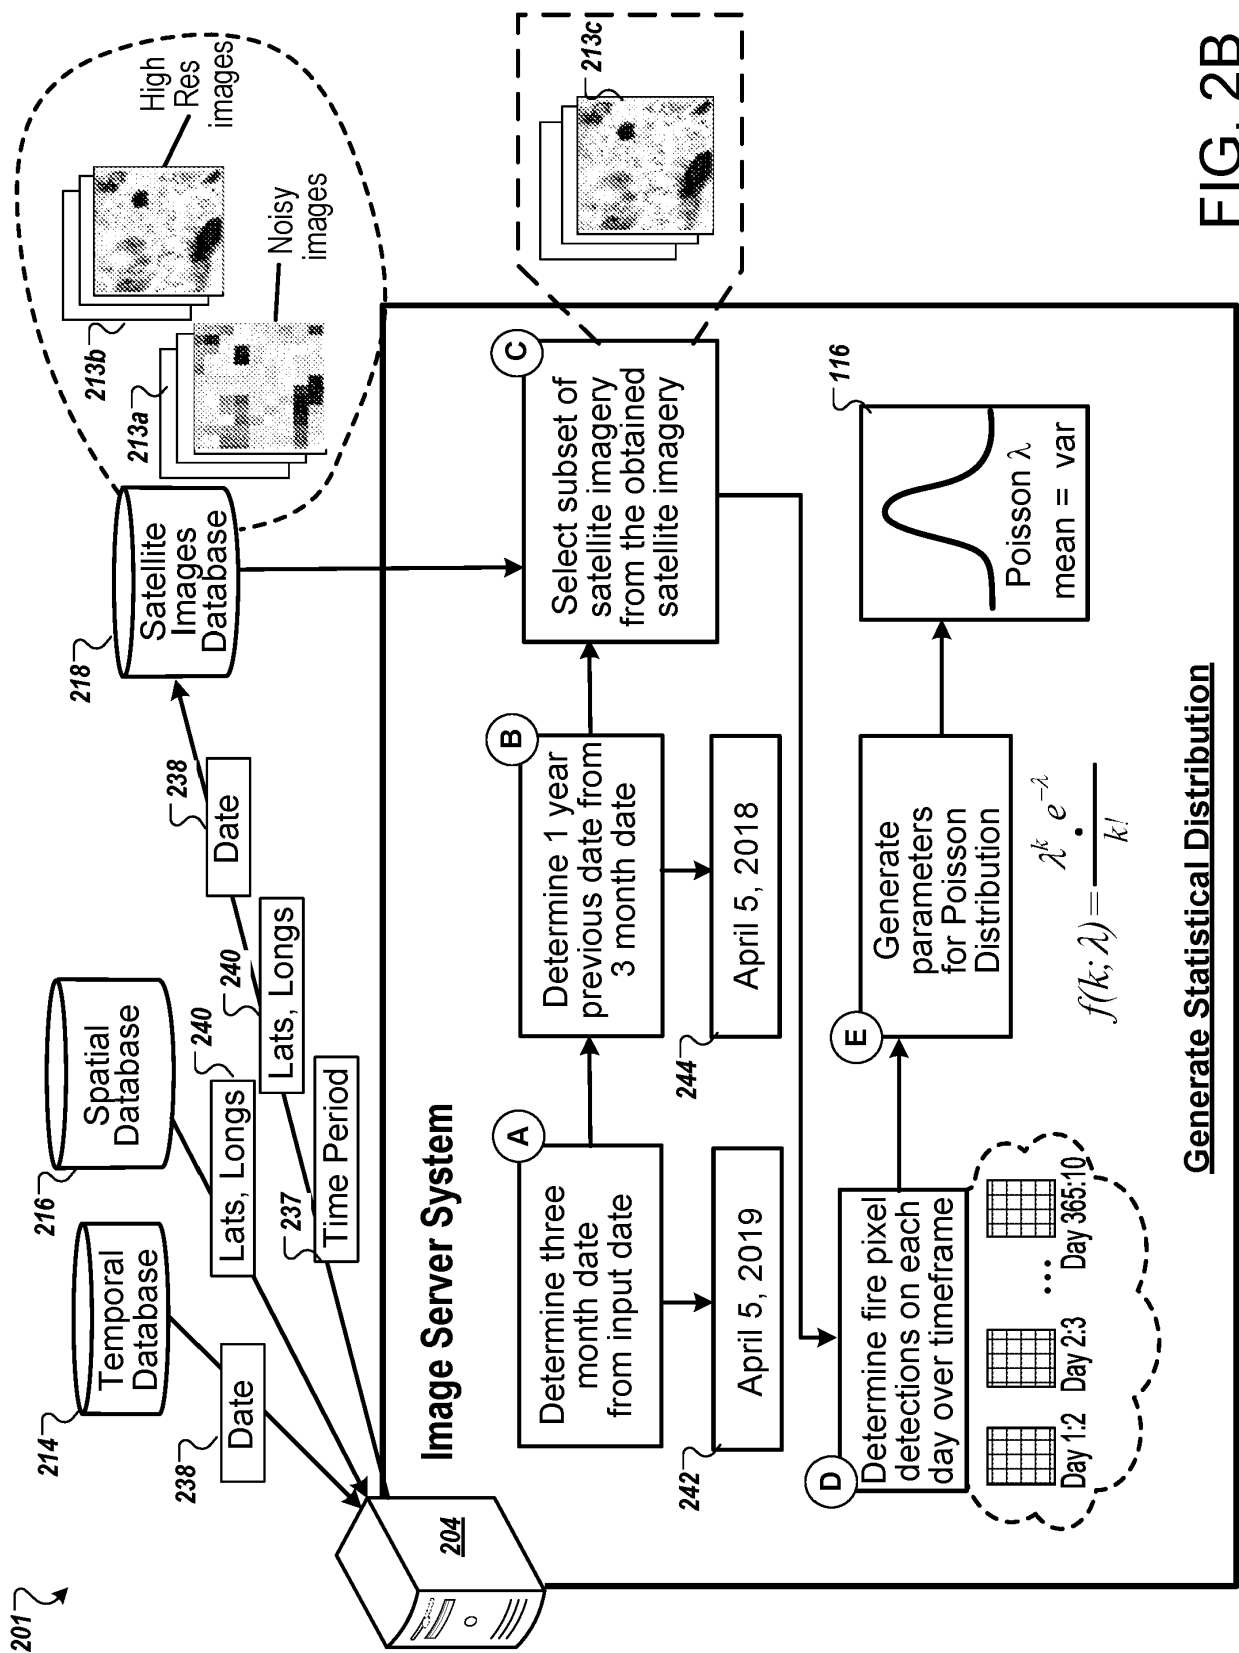 201
214
Temporal
Database
216
Spatial
Database
218
Satellite
Images
Database
213a
213b
High
Res
images
Noisy
images
238
Date
240
Lats, Longs
237
Time Period
240
Lats, Longs
238
Date
204
Image Server System
A
Determine three
month date
from input date
242
April 5, 2019
B
Determine 1 year
previous date from
3 month date
244
April 5, 2018
C
Select subset of
satellite imagery
from the obtained
satellite imagery
213c
D
Determine fire pixel
detections on each
day over timeframe
Day 1:2
Day 2:3
...
Day 365:10
E
Generate
parameters
for Poisson
Distribution
f(k; λ) = λ^k • e^−λ / k!
116
Poisson λ
mean = var
Generate Statistical Distribution
FIG. 2B